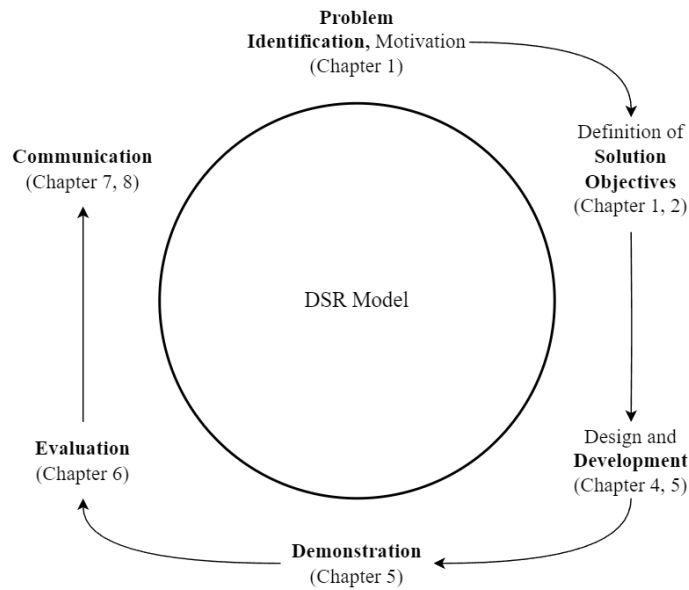 Problem
Identification, Motivation
(Chapter 1)
Definition of
Solution
Objectives
(Chapter 1, 2)
Design and
Development
(Chapter 4, 5)
Demonstration
(Chapter 5)
Evaluation
(Chapter 6)
Communication
(Chapter 7, 8)
DSR Model